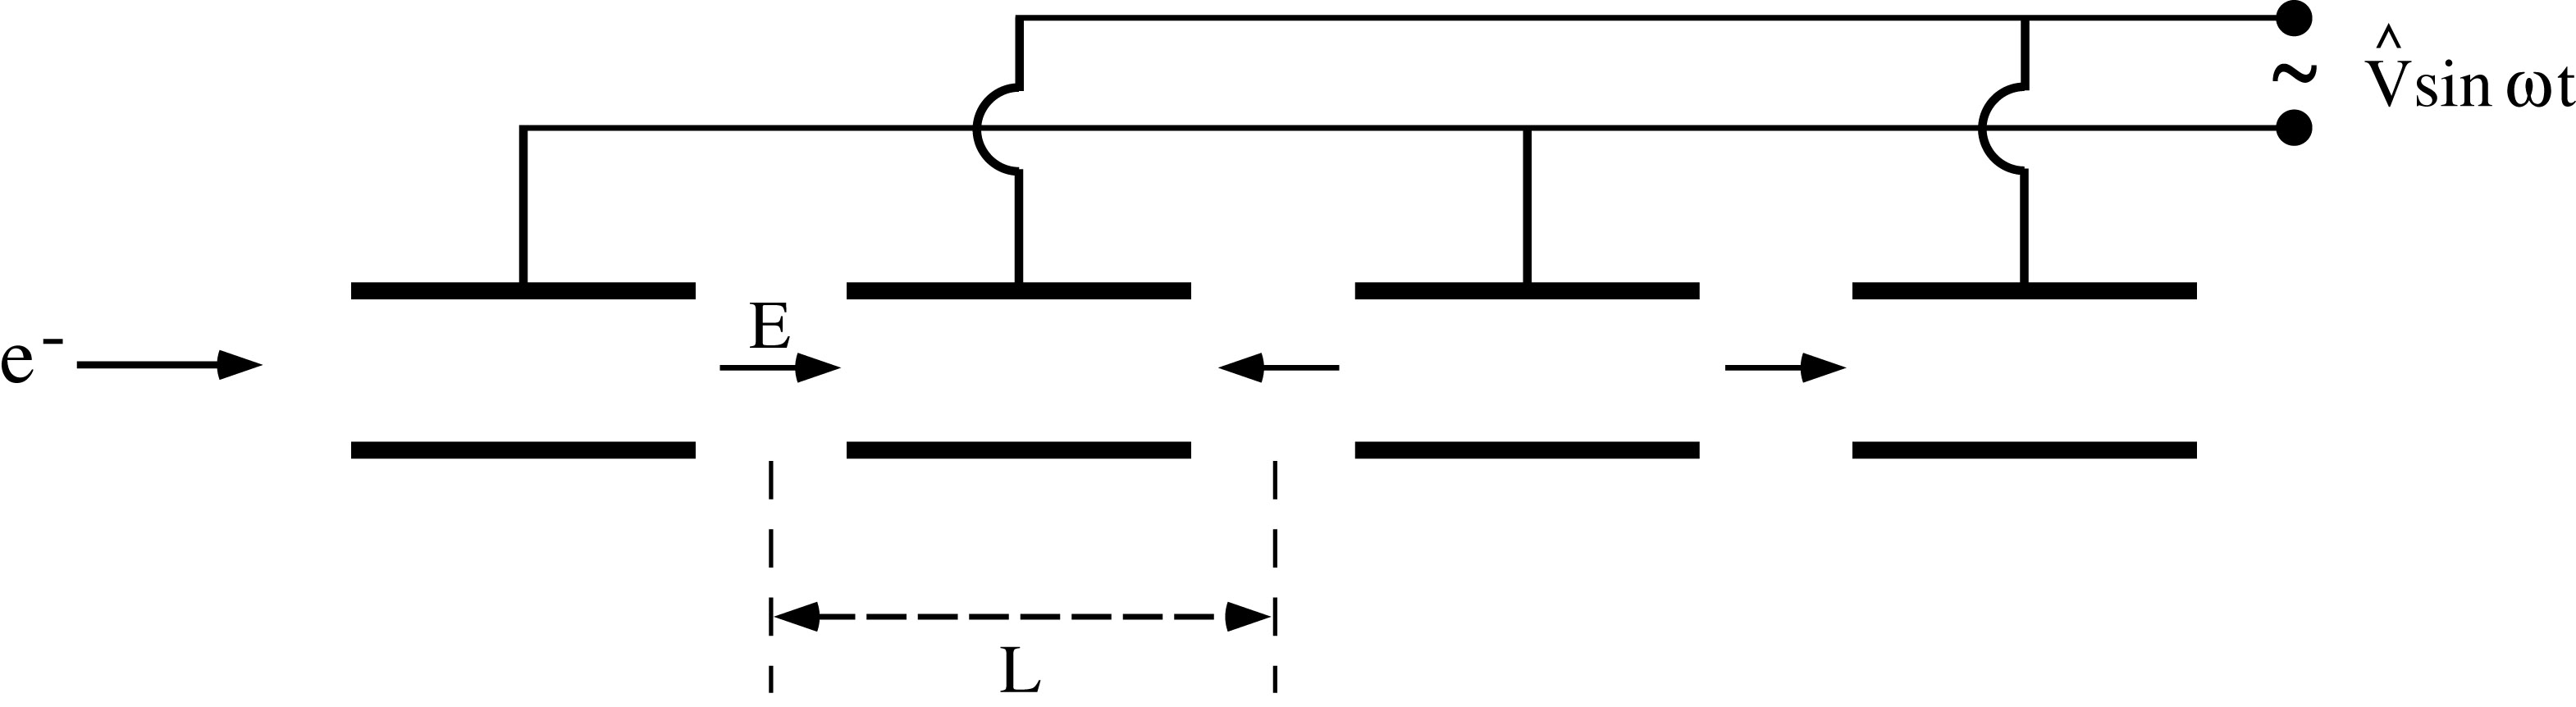 ~ V̂sin ωt
E
e⁻
L